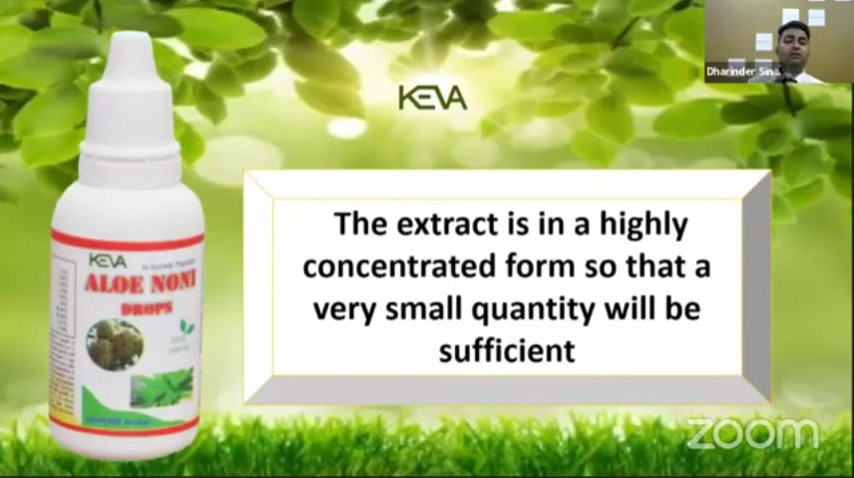 Dharinder Sin...
KEVA
The extract is in a highly
concentrated form so that a
very small quantity will be
sufficient
KEVA
ALOE NONI
DROPS
zoom